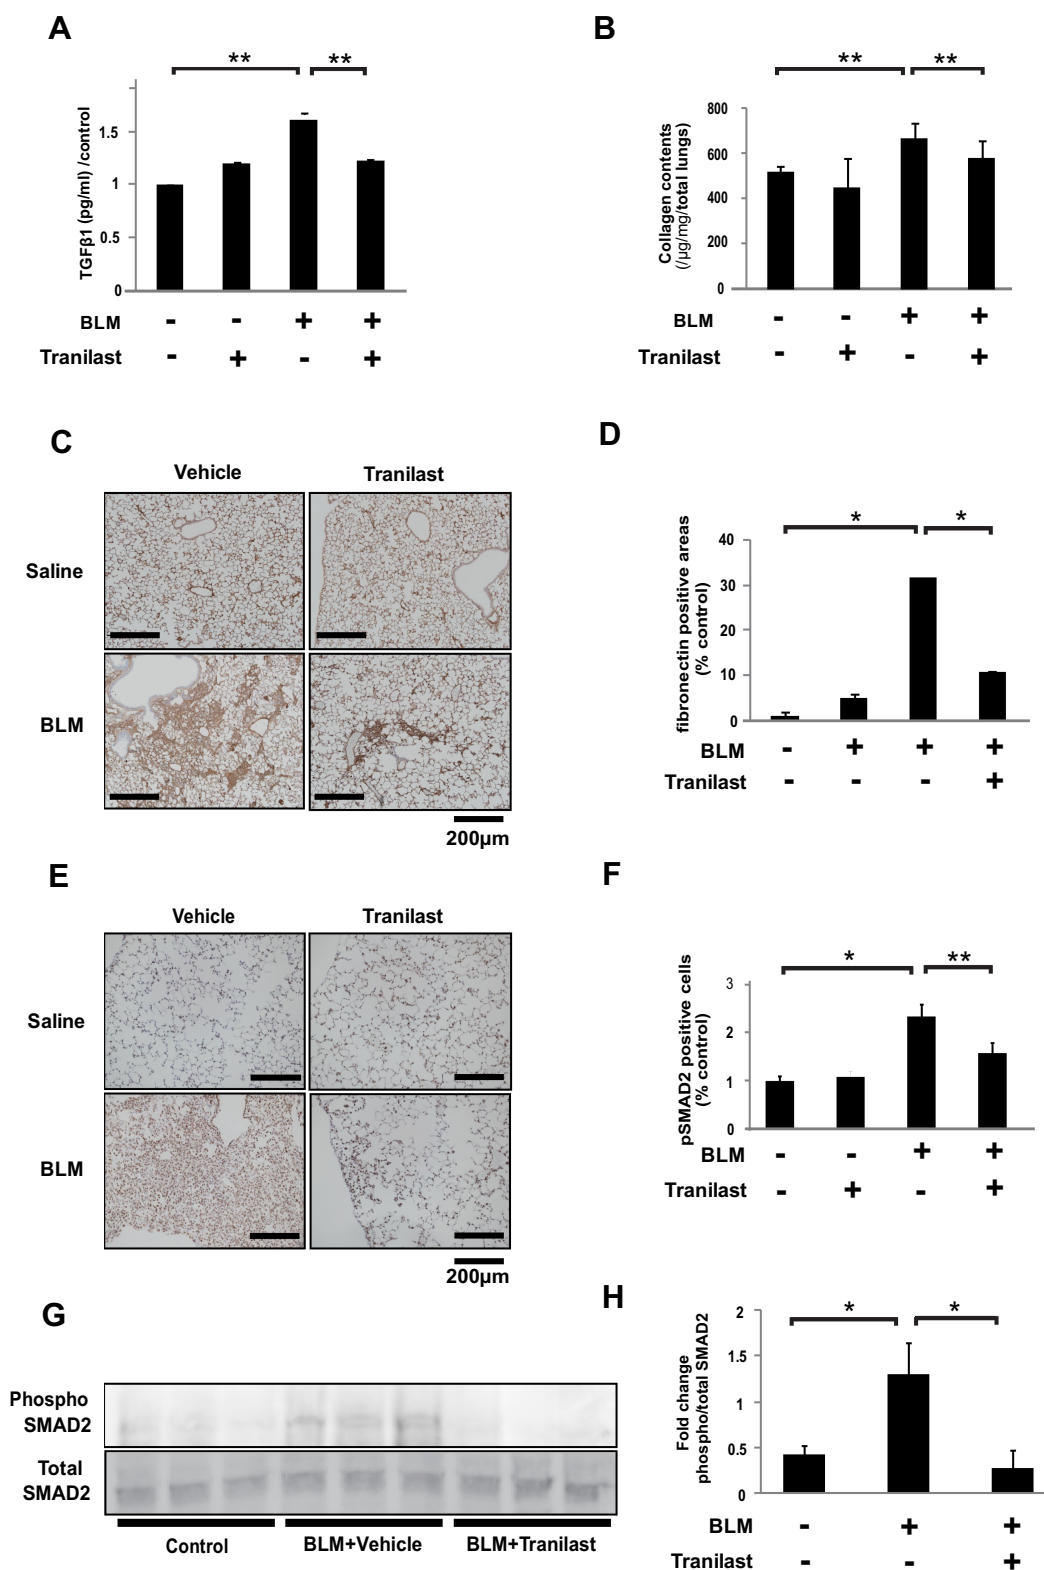 A
**
**
TGFβ1 (pg/ml) /control
1.5
1
0.5
0
BLM - - + +
Tranilast - + - +
B
**
**
Collagen contents
(/μg/mg/total lungs)
800
600
400
200
0
BLM - - + +
Tranilast - + - +
C
Vehicle Tranilast
Saline
BLM
200μm
D
*
*
fibronectin positive areas
(% control)
40
30
20
10
0
BLM - + + +
Tranilast - - - +
E
Vehicle Tranilast
Saline
BLM
200μm
F
*
**
pSMAD2 positive cells
(% control)
3
2
1
0
BLM - - + +
Tranilast - + - +
G
Phospho
SMAD2
Total
SMAD2
Control BLM+Vehicle BLM+Tranilast
H
*
*
Fold change
phospho/total SMAD2
2
1.5
1
0.5
0
BLM - + +
Tranilast - - +